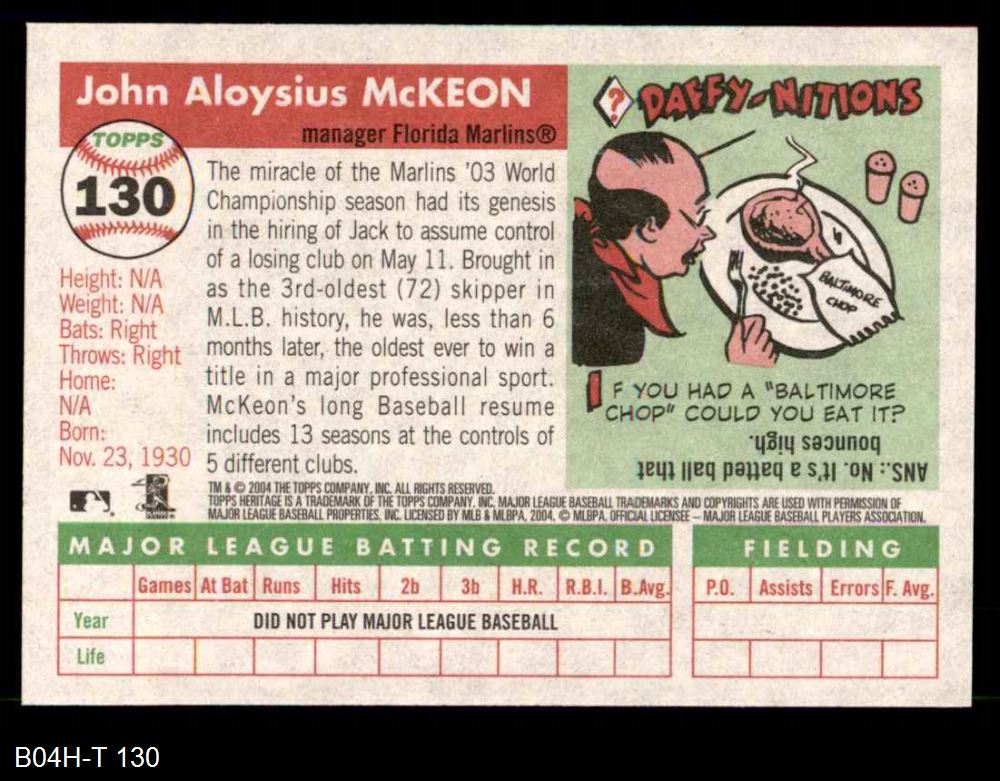 John Aloysius McKEON
manager Florida Marlins®
TOPPS
130
Height: N/A
Weight: N/A
Bats: Right
Throws: Right
Home:
N/A
Born:
Nov. 23, 1930
The miracle of the Marlins '03 World
Championship season had its genesis
in the hiring of Jack to assume control
of a losing club on May 11. Brought in
as the 3rd-oldest (72) skipper in
M.L.B. history, he was, less than 6
months later, the oldest ever to win a
title in a major professional sport.
McKeon's long Baseball resume
includes 13 seasons at the controls of
5 different clubs.
? DAFFY-NITIONS
BALTIMORE
CHOP
IF YOU HAD A "BALTIMORE
CHOP" COULD YOU EAT IT?
ANS.: No. It's a batted ball that
bounces high.
TM & © 2004 THE TOPPS COMPANY, INC. ALL RIGHTS RESERVED.
TOPPS HERITAGE IS A TRADEMARK OF THE TOPPS COMPANY, INC. MAJOR LEAGUE BASEBALL TRADEMARKS AND COPYRIGHTS ARE USED WITH PERMISSION OF
MAJOR LEAGUE BASEBALL PROPERTIES, INC. LICENSED BY MLB & MLBPA, 2004. © MLBPA. OFFICIAL LICENSEE – MAJOR LEAGUE BASEBALL PLAYERS ASSOCIATION.
MAJOR LEAGUE BATTING RECORD
Games At Bat Runs Hits 2b 3b H.R. R.B.I. B.Avg.
Year DID NOT PLAY MAJOR LEAGUE BASEBALL
Life
FIELDING
P.O. Assists Errors F. Avg.
B04H-T 130